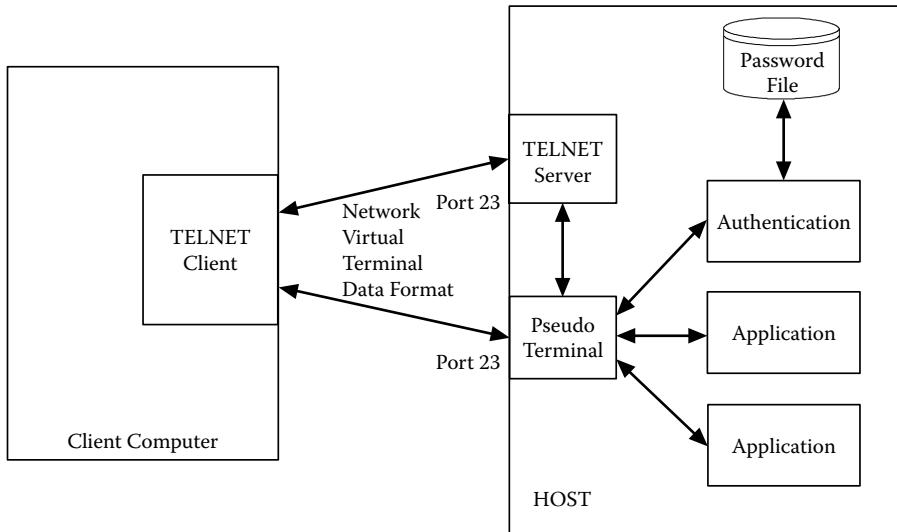 Password
File
TELNET
Server
Port 23
Network
Virtual
Terminal
Data Format
TELNET
Client
Authentication
Pseudo
Terminal
Port 23
Application
Application
Client Computer
HOST